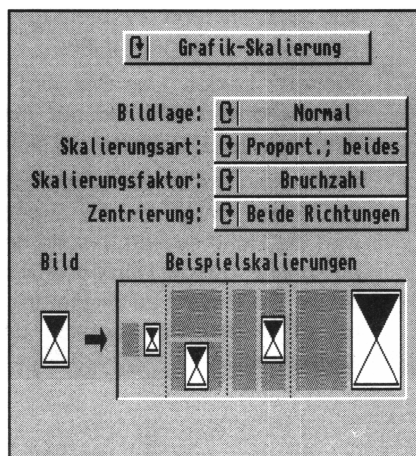 Grafik-Skalierung
Bildlage: Normal
Skalierungsart: Proport.; beides
Skalierungsfaktor: Bruchzahl
Zentrierung: Beide Richtungen
Bild Beispielskalierungen